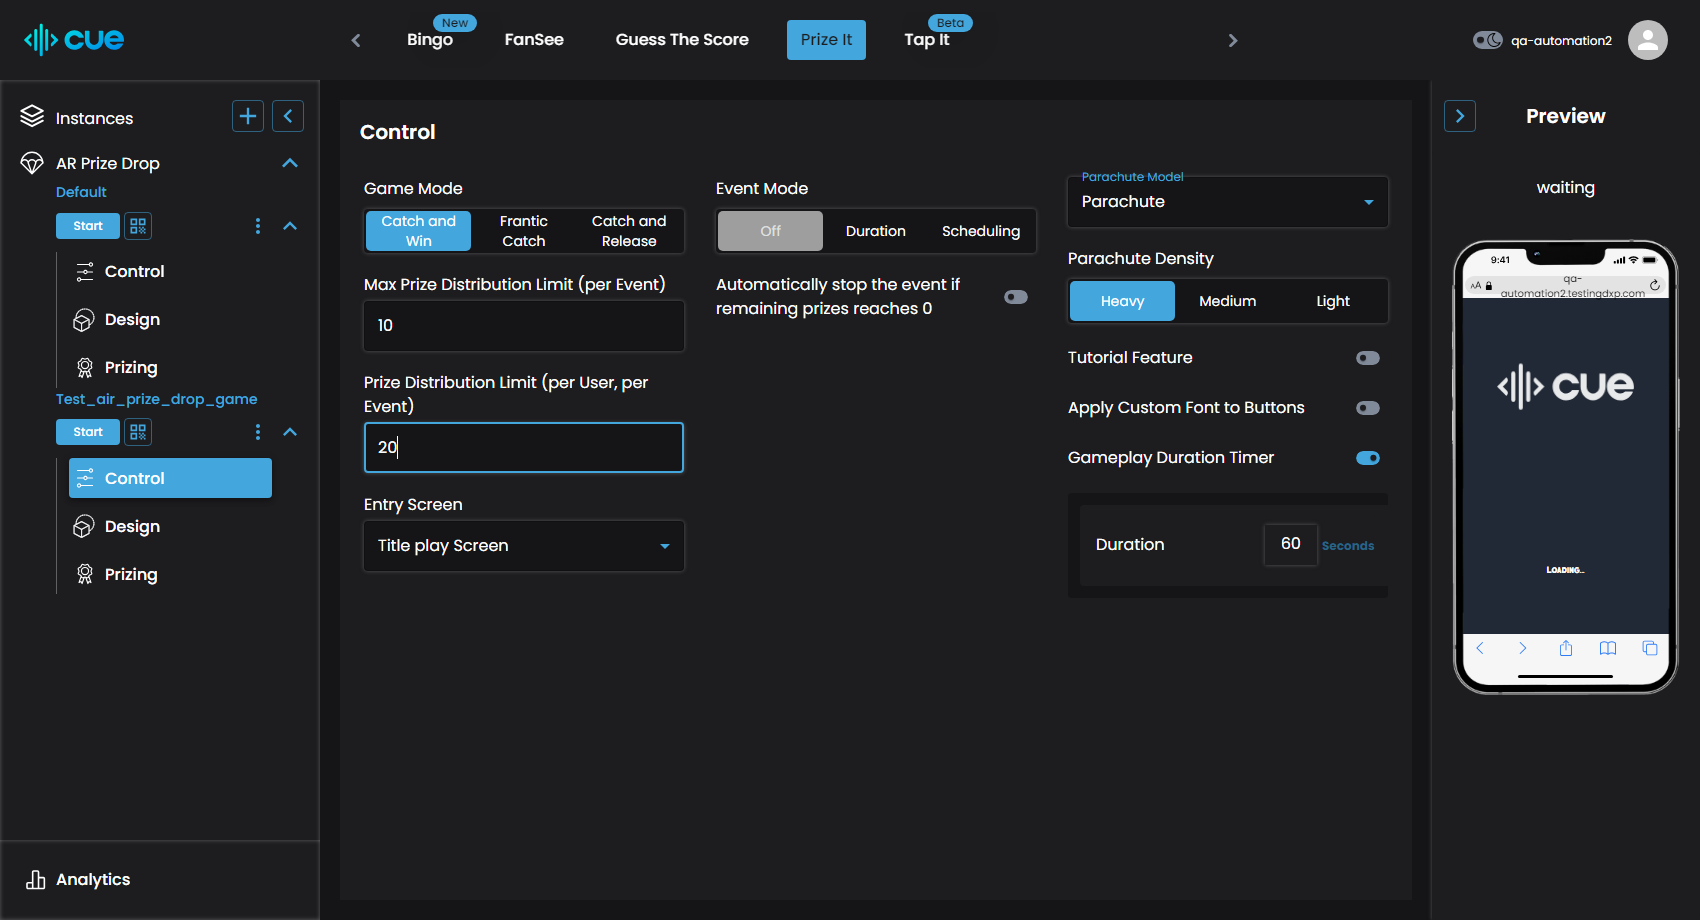 cue
New
Bingo
FanSee
Guess The Score
Prize It
Beta
Tap It
qa-automation2
Instances
AR Prize Drop
Default
Start
Control
Design
Prizing
Test_air_prize_drop_game
Start
Control
Design
Prizing
Analytics
Control
Game Mode
Catch and
Win
Frantic
Catch
Catch and
Release
Max Prize Distribution Limit (per Event)
10
Prize Distribution Limit (per User, per
Event)
20
Entry Screen
Title play Screen
Event Mode
Off
Duration
Scheduling
Automatically stop the event if
remaining prizes reaches 0
Parachute Model
Parachute
Parachute Density
Heavy
Medium
Light
Tutorial Feature
Apply Custom Font to Buttons
Gameplay Duration Timer
Duration
60
Seconds
Preview
waiting
9:41
AA
qa-
automation2.testingdxp.com
cue
LOADING...